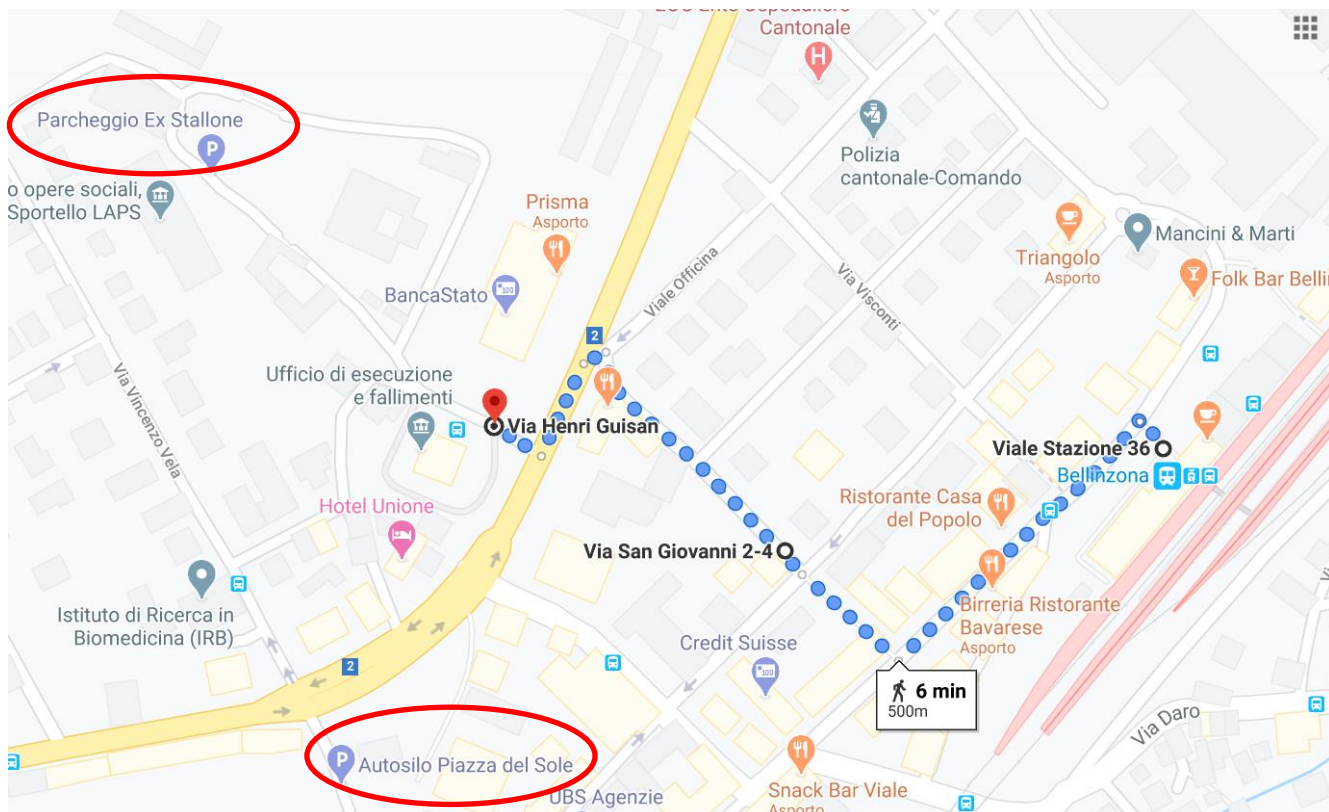 EOC Ente Ospedaliero
Cantonale
H
Parcheggio Ex Stallone
P
Polizia
cantonale-Comando
o opere sociali,
Sportello LAPS
Prisma
Asporto
Triangolo
Asporto
Mancini & Marti
Viale Officina
Via Visconti
Folk Bar Belli
BancaStato
2
Via Vincenzo Vela
Ufficio di esecuzione
e fallimenti
Via Henri Guisan
Viale Stazione 36
Bellinzona
Hotel Unione
Ristorante Casa
del Popolo
Via San Giovanni 2-4
Istituto di Ricerca in
Biomedicina (IRB)
Birreria Ristorante
Bavarese
Asporto
Credit Suisse
2
6 min
500m
Via Daro
P
Autosilo Piazza del Sole
UBS Agenzie
Snack Bar Viale
Asporto